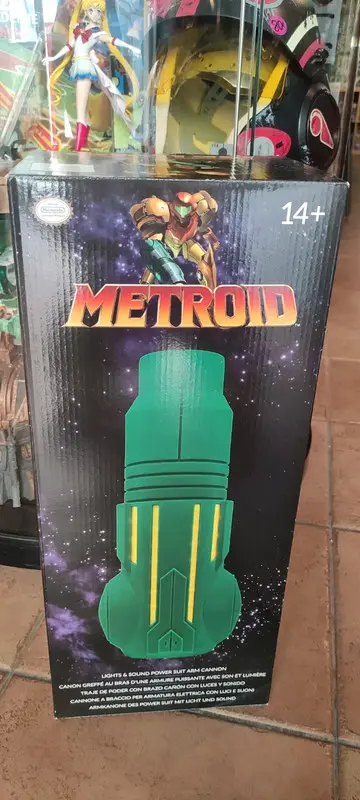 14+
METROID
LIGHTS & SOUND POWER SUIT ARM CANNON
CANON GREFFÉ AU BRAS D'UNE ARMURE PUISSANTE AVEC SON ET LUMIÈRE
TRAJE DE PODER CON BRAZO CAÑÓN CON LUCES Y SONIDO
CANNONE A BRACCIO PER ARMATURA ELETTRICA CON LUCI E SUONI
ARMKANONE DES POWER SUIT MIT LICHT UND SOUND